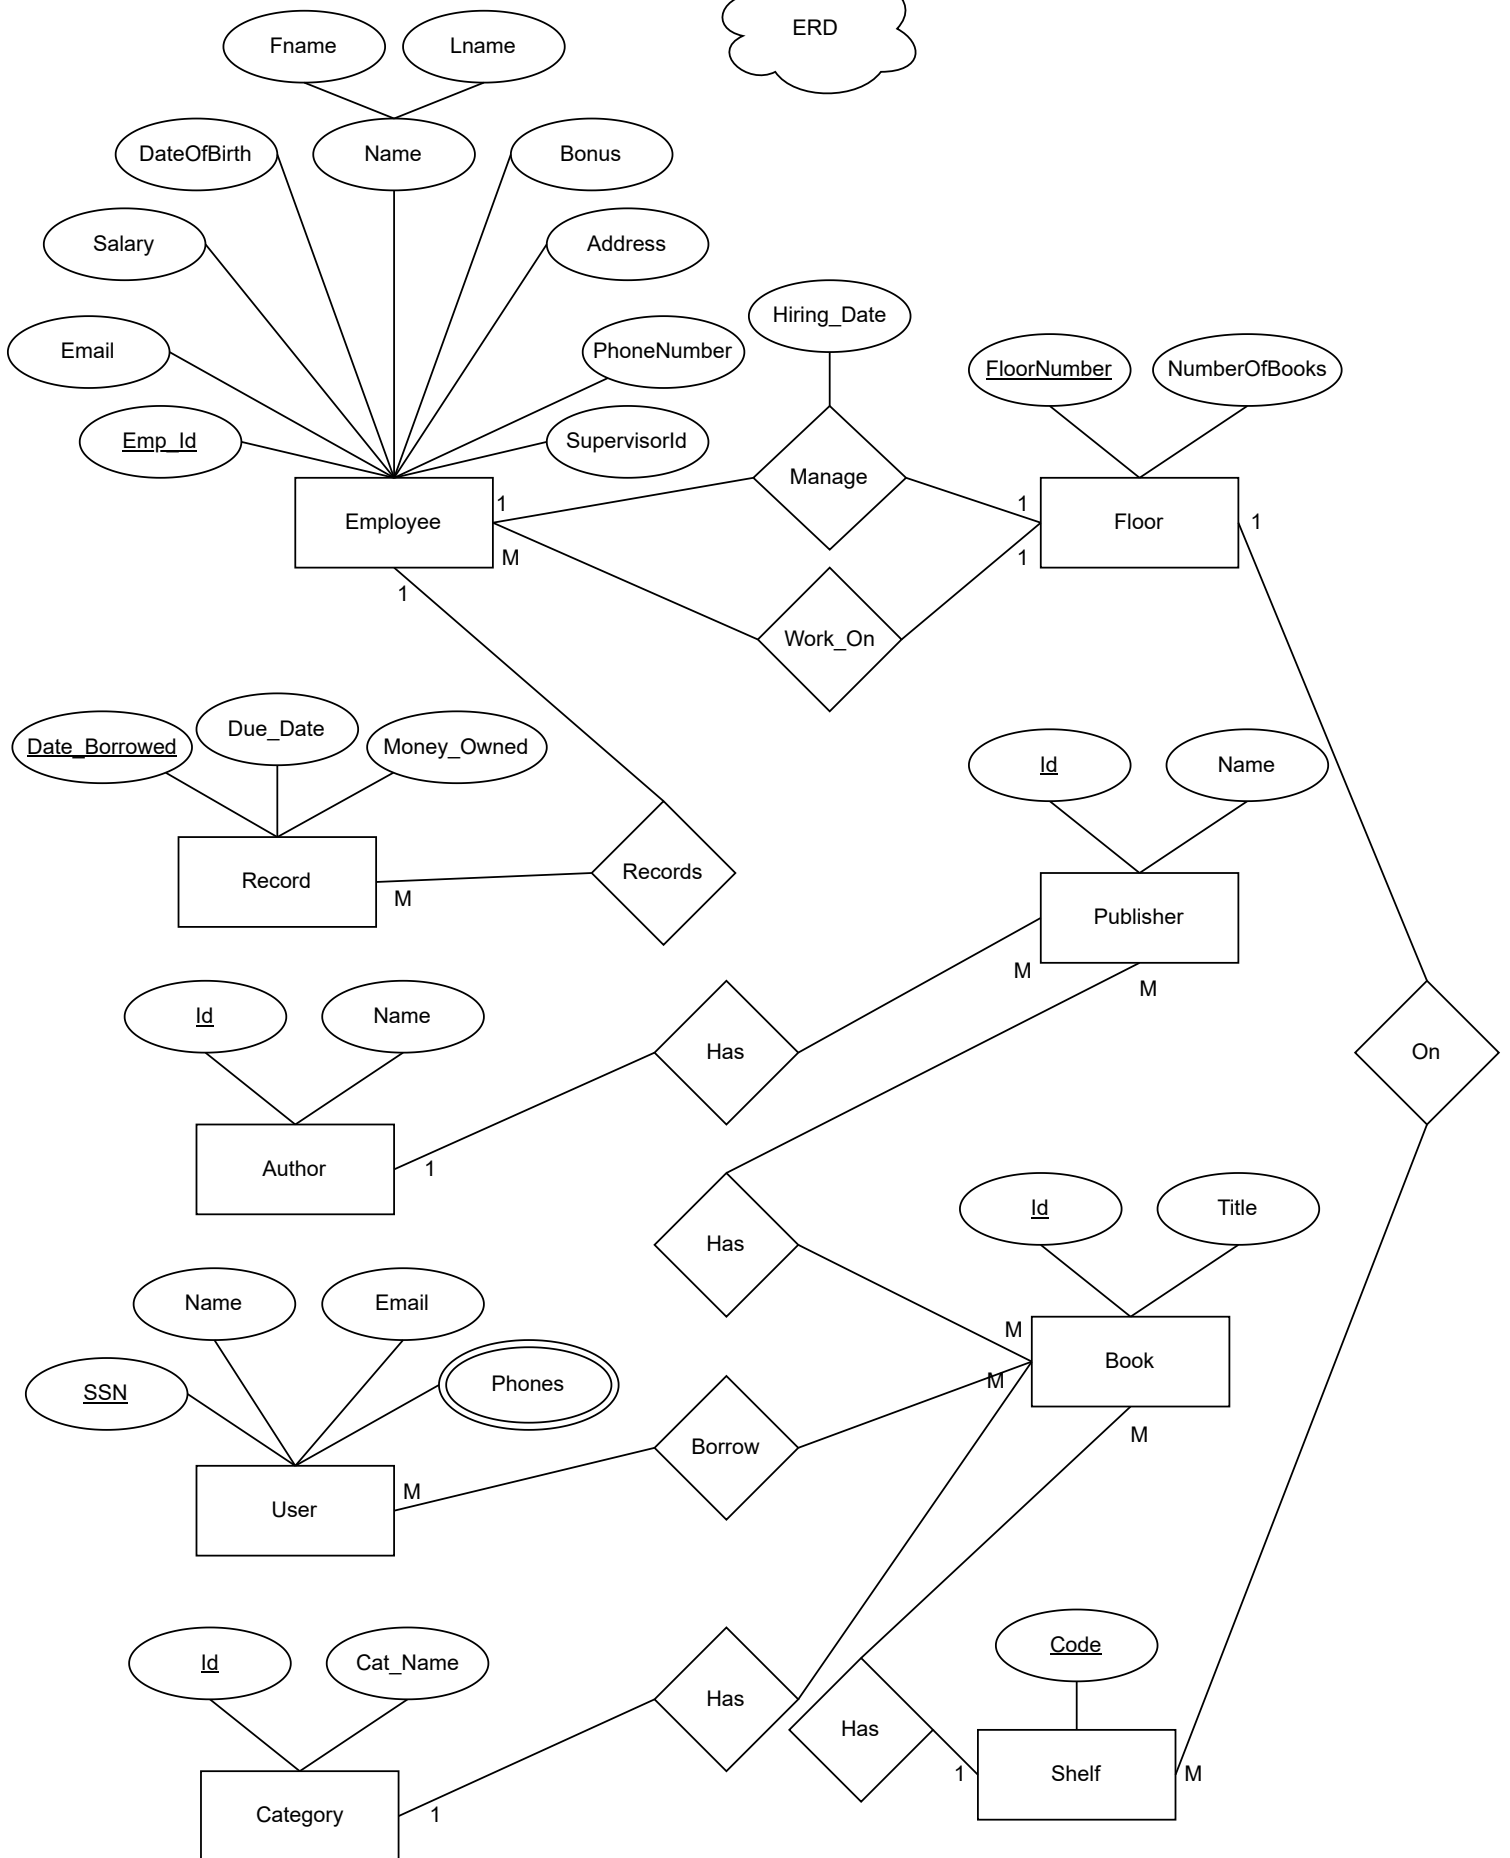 ERD
Fname
Lname
DateOfBirth
Name
Bonus
Salary
Address
Hiring_Date
Email
PhoneNumber
FloorNumber
NumberOfBooks
Emp_Id
SupervisorId
Manage
1
1
Employee
Floor
1
M
1
1
Work_On
Date_Borrowed
Due_Date
Money_Owned
Id
Name
Record
M
Records
Publisher
M
M
Id
Name
Has
On
Author
1
Has
Id
Title
Name
Email
M
Book
M
SSN
Phones
M
Borrow
User
M
Id
Cat_Name
Code
Has
Has
1
Shelf
M
Category
1